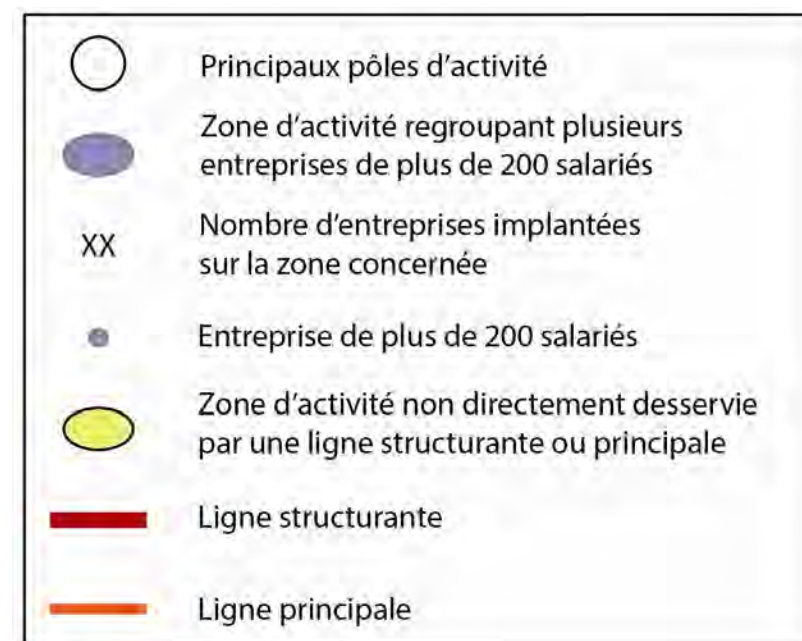 Principaux pôles d'activité
Zone d'activité regroupant plusieurs
entreprises de plus de 200 salariés
XX
Nombre d'entreprises implantées
sur la zone concernée
Entreprise de plus de 200 salariés
Zone d'activité non directement desservie
par une ligne structurante ou principale
Ligne structurante
Ligne principale